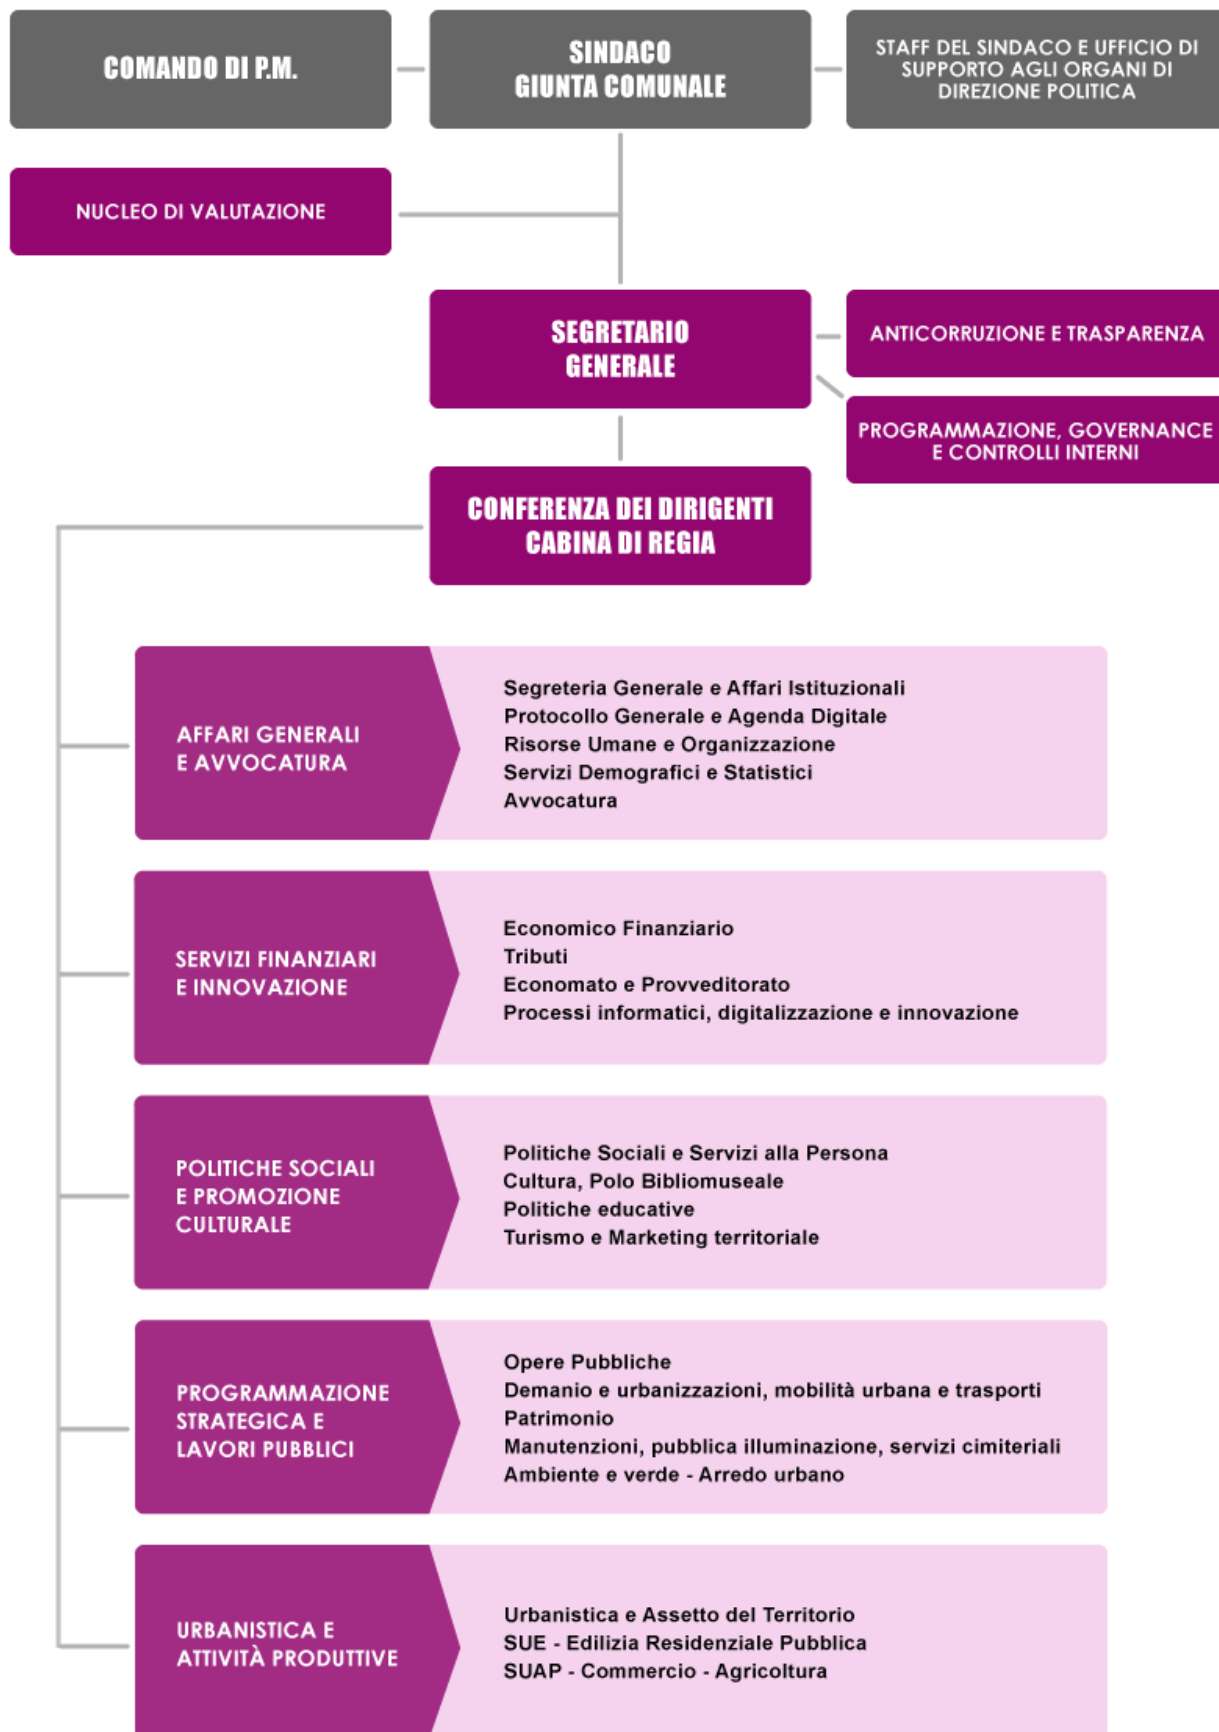 COMANDO DI P.M.
SINDACO
GIUNTA COMUNALE
STAFF DEL SINDACO E UFFICIO DI
SUPPORTO AGLI ORGANI DI
DIREZIONE POLITICA
NUCLEO DI VALUTAZIONE
SEGRETARIO
GENERALE
ANTICORRUZIONE E TRASPARENZA
PROGRAMMAZIONE, GOVERNANCE
E CONTROLLI INTERNI
CONFERENZA DEI DIRIGENTI
CABINA DI REGIA
AFFARI GENERALI
E AVVOCATURA
Segreteria Generale e Affari Istituzionali
Protocollo Generale e Agenda Digitale
Risorse Umane e Organizzazione
Servizi Demografici e Statistici
Avvocatura
SERVIZI FINANZIARI
E INNOVAZIONE
Economico Finanziario
Tributi
Economato e Provveditorato
Processi informatici, digitalizzazione e innovazione
POLITICHE SOCIALI
E PROMOZIONE
CULTURALE
Politiche Sociali e Servizi alla Persona
Cultura, Polo Bibliomuseale
Politiche educative
Turismo e Marketing territoriale
PROGRAMMAZIONE
STRATEGICA E
LAVORI PUBBLICI
Opere Pubbliche
Demanio e urbanizzazioni, mobilità urbana e trasporti
Patrimonio
Manutenzioni, pubblica illuminazione, servizi cimiteriali
Ambiente e verde - Arredo urbano
URBANISTICA E
ATTIVITÀ PRODUTTIVE
Urbanistica e Assetto del Territorio
SUE - Edilizia Residenziale Pubblica
SUAP - Commercio - Agricoltura